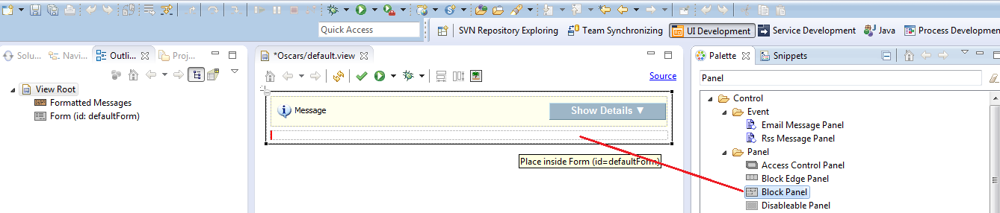 Quick Access
SVN Repository Exploring
Team Synchronizing
UI Development
Service Development
Java
Process Developmen
Solu...
Navi...
Outli...
Proj...
*Oscars/default.view
Palette
Snippets
Source
Panel
View Root
Formatted Messages
Form (id: defaultForm)
Message
Show Details ▼
Place inside Form (id=defaultForm)
Control
Event
Email Message Panel
Rss Message Panel
Panel
Access Control Panel
Block Edge Panel
Block Panel
Disableable Panel